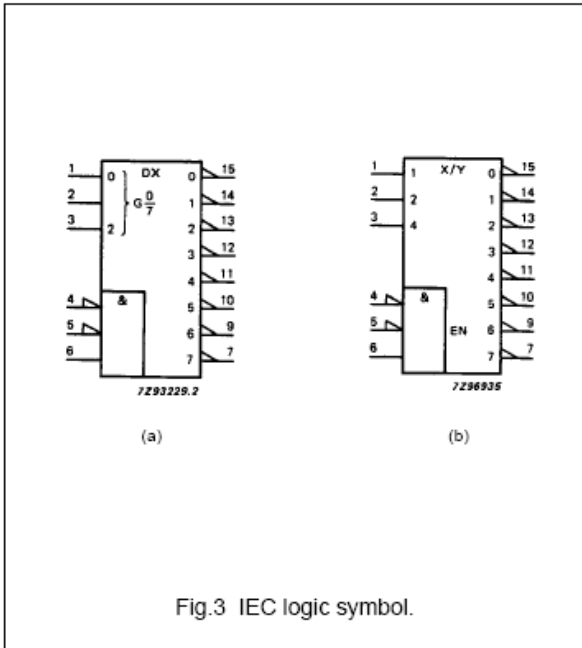 1 0 DX 0 15
2 G 0/7 1 14
3 2 2 13
3 12
4 11
4 & 5 10
5 6 9
6 7 7
7Z93229.2
(a)
1 1 X/Y 0 15
2 2 1 14
3 4 2 13
3 12
4 11
4 & 5 10
5 EN 6 9
6 7 7
7Z96935
(b)
Fig.3 IEC logic symbol.